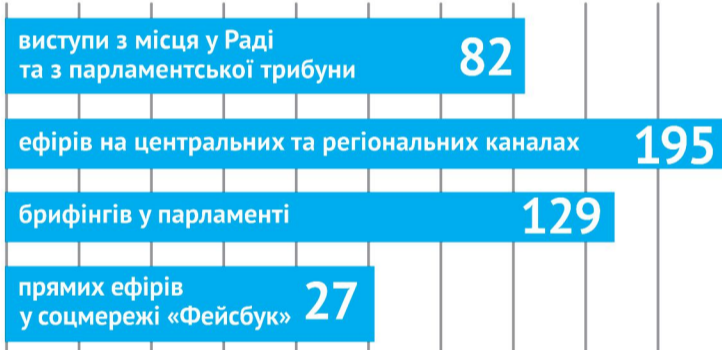 виступи з місця у Раді
та з парламентської трибуни
82
ефірів на центральних та регіональних каналах 195
брифінгів у парламенті 129
прямих ефірів
у соцмережі «Фейсбук» 27